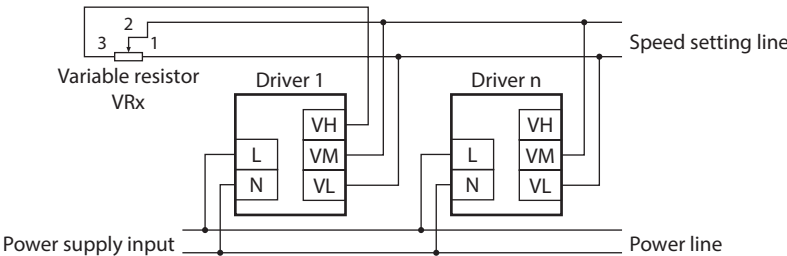 2
3
1
Speed setting line
Variable resistor
VRx
Driver 1
Driver n
VH
VH
L
VM
L
VM
N
VL
N
VL
Power supply input
Power line